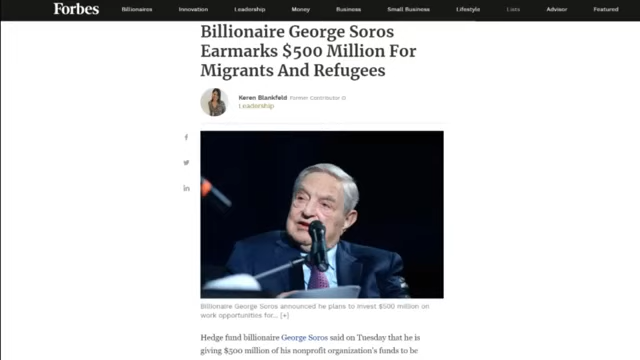 Forbes
Billionaires Innovation Leadership Money Business Small Business Lifestyle Lists Advisor Featured
Billionaire George Soros
Earmarks $500 Million For
Migrants And Refugees
Keren Blankfeld Former Contributor
Leadership
Billionaire George Soros announced he plans to invest $500 million on
work opportunities for... [+]
Hedge fund billionaire George Soros said on Tuesday that he is
giving $500 million of his nonprofit organization's funds to be